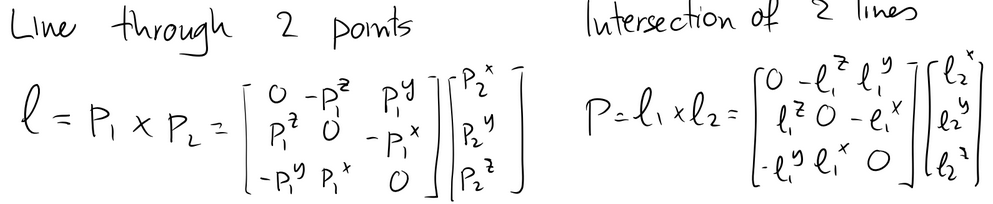 Line through 2 points
l = P₁ × P₂ = [0 -P₁ᶻ P₁ʸ; P₁ᶻ 0 -P₁ˣ; -P₁ʸ P₁ˣ 0] [P₂ˣ; P₂ʸ; P₂ᶻ]
Intersection of 2 lines
P = l₁ × l₂ = [0 -l₁ᶻ l₁ʸ; l₁ᶻ 0 -l₁ˣ; -l₁ʸ l₁ˣ 0] [l₂ˣ; l₂ʸ; l₂ᶻ]